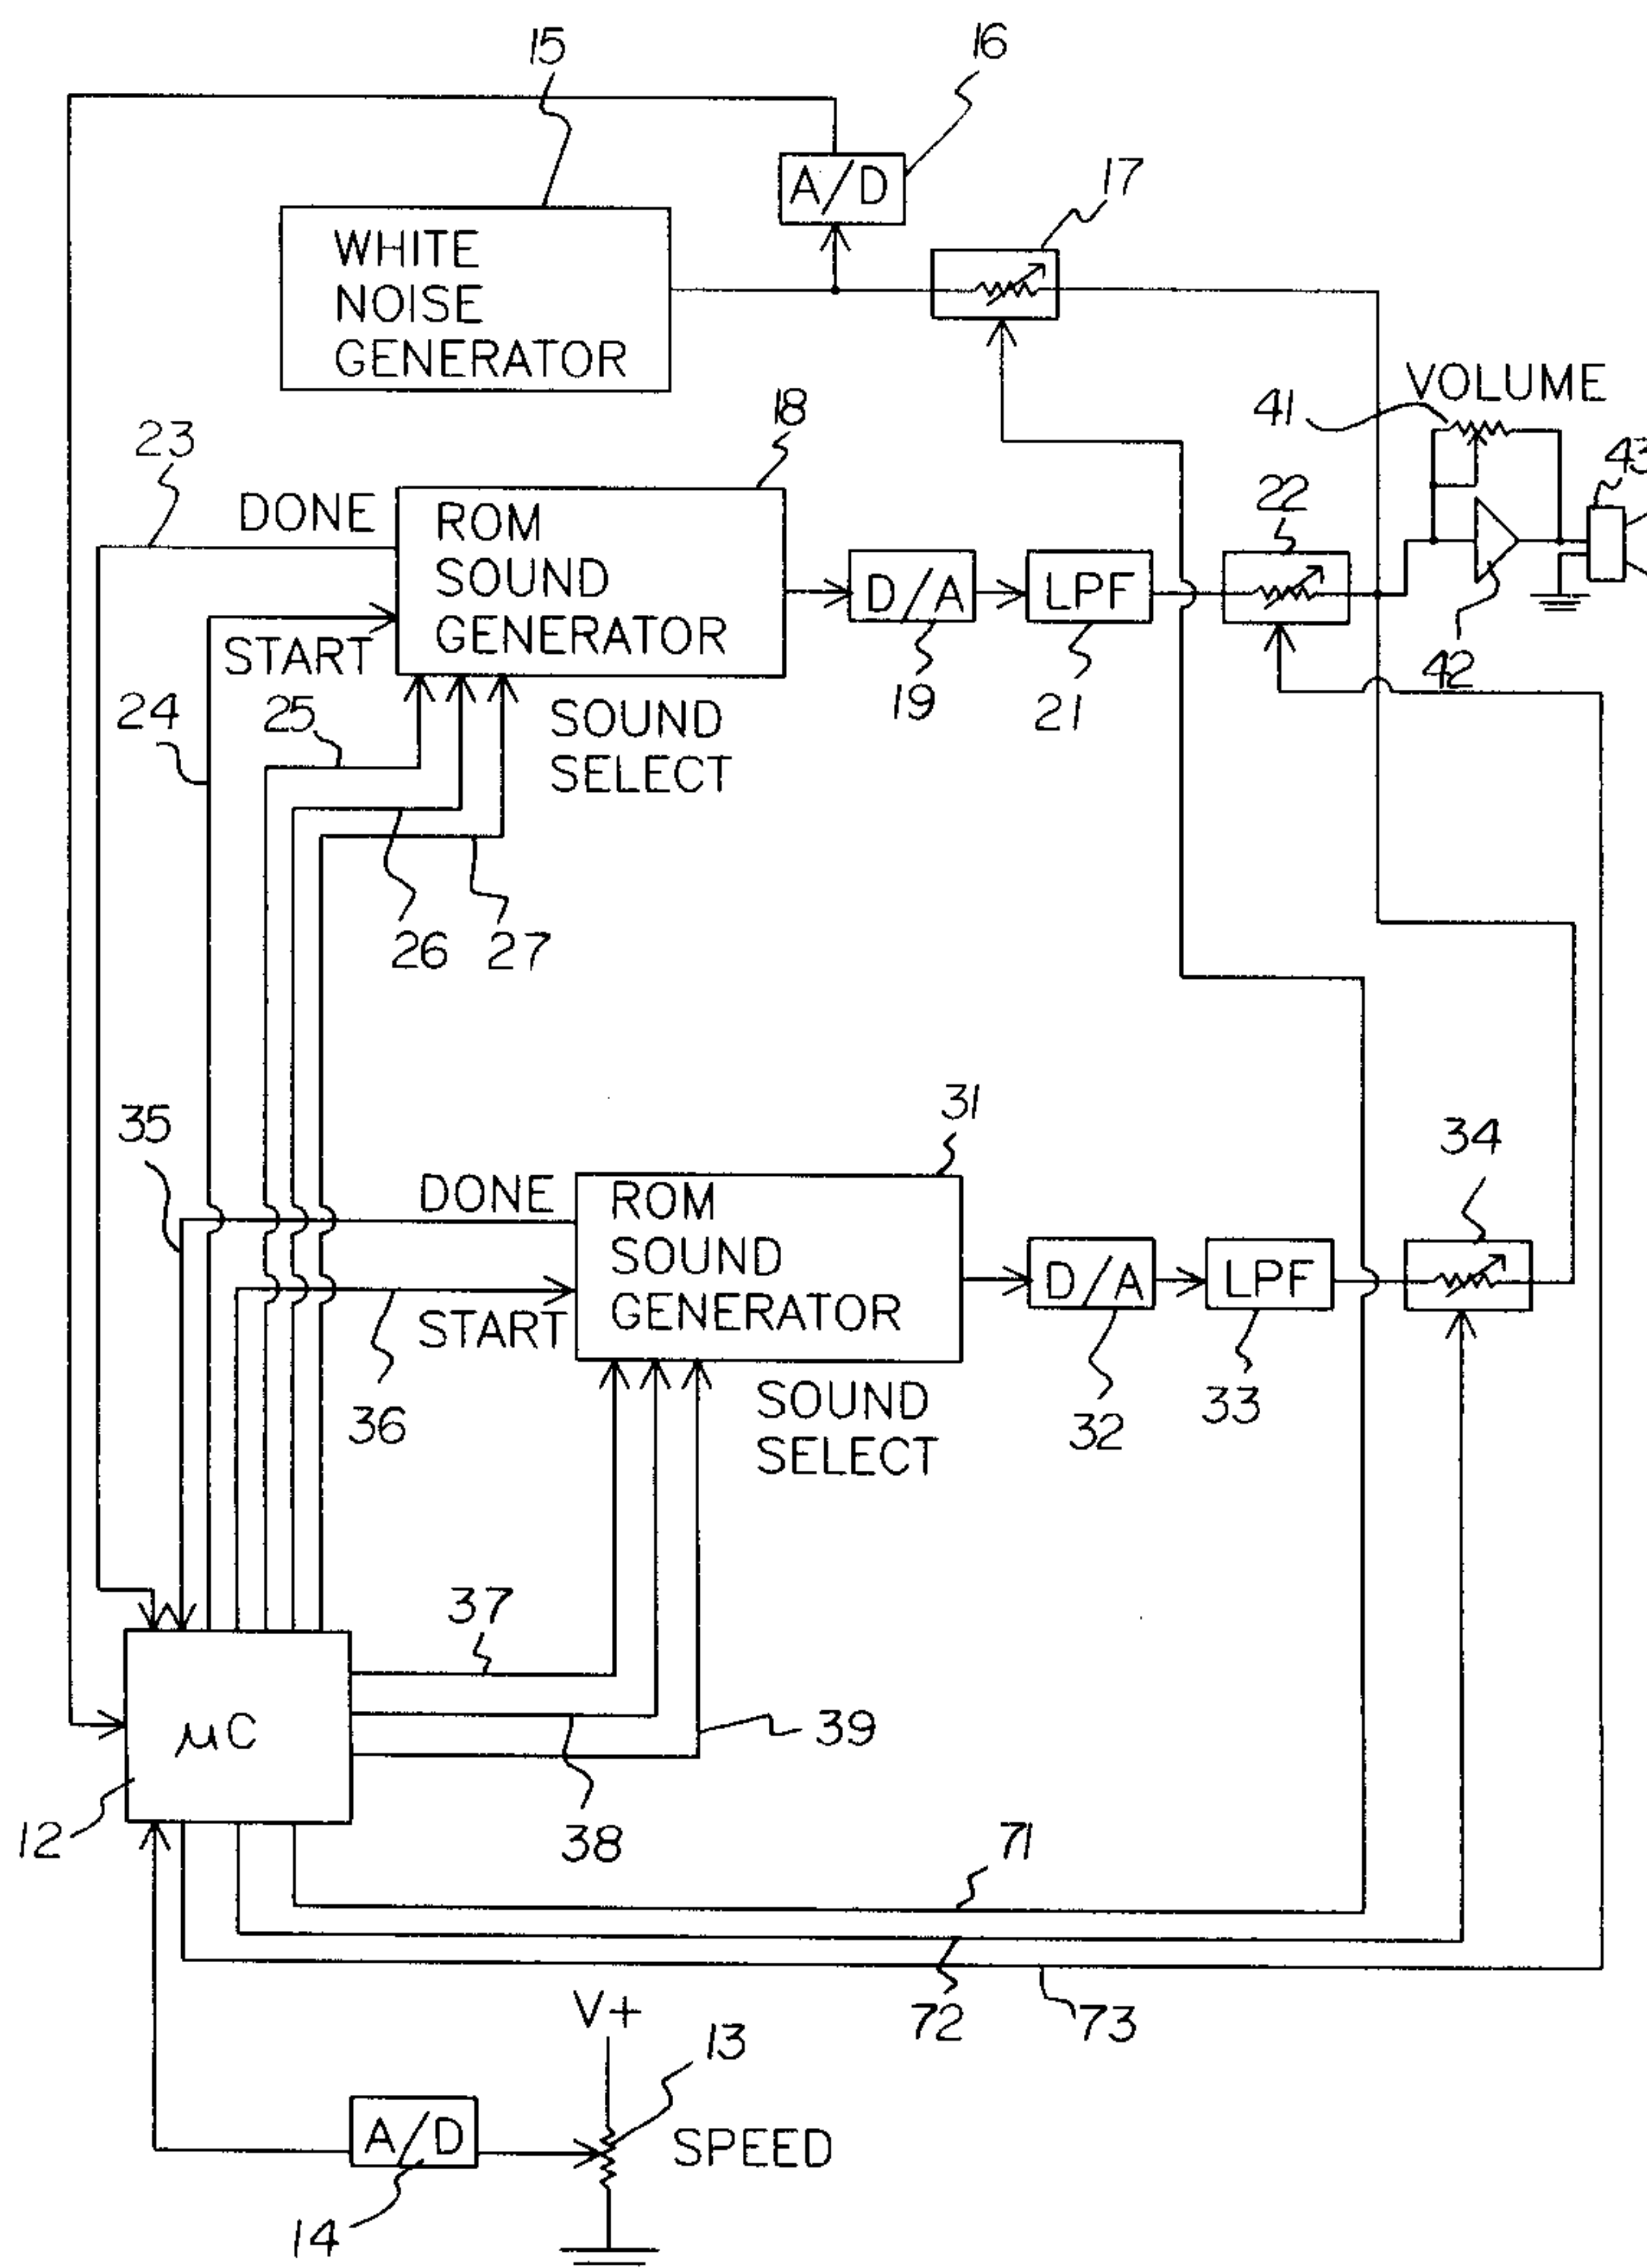 15
16
A/D
17
WHITE
NOISE
GENERATOR
VOLUME
41
18
43
23
DONE
22
ROM
SOUND
GENERATOR
D/A
LPF
START
42
24
25
SOUND
SELECT
19
21
26
27
31
35
34
DONE
ROM
SOUND
GENERATOR
D/A
LPF
START
36
SOUND
SELECT
32
33
37
μC
39
12
38
71
72
73
V+
13
A/D
SPEED
14